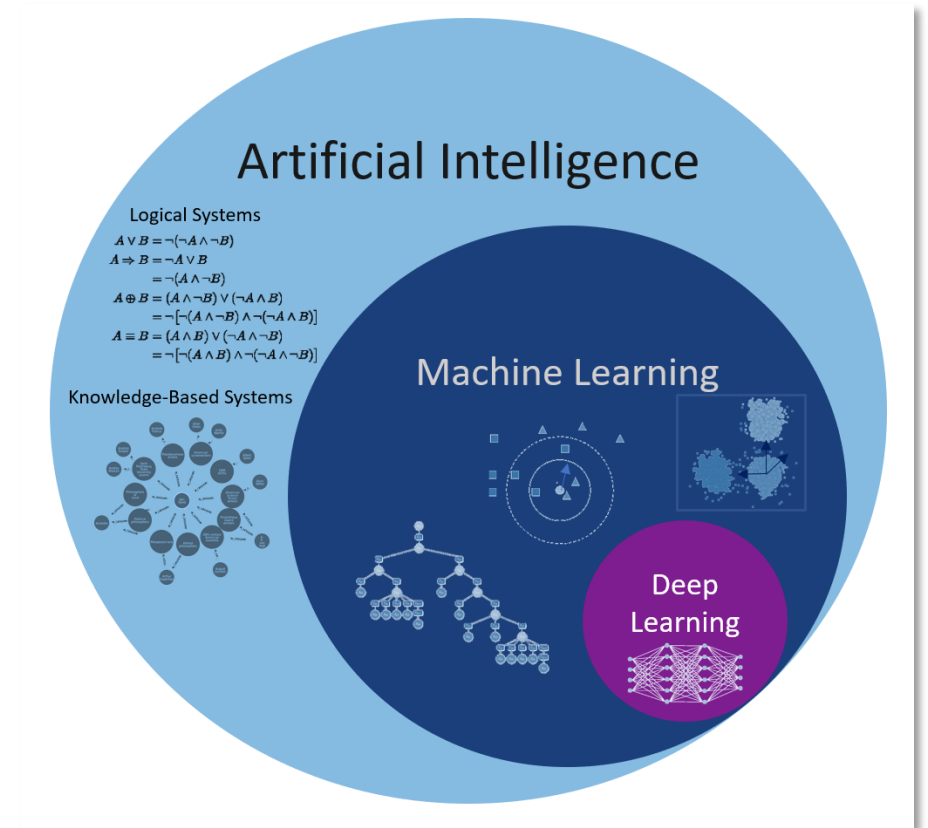 Artificial Intelligence
Logical Systems
A ∨ B = ¬(¬A ∧ ¬B)
A ⇒ B = ¬A ∨ B
= ¬(A ∧ ¬B)
A ⊕ B = (A ∧ ¬B) ∨ (¬A ∧ B)
= ¬[¬(A ∧ ¬B) ∧ ¬(¬A ∧ B)]
A ≡ B = (A ∧ B) ∨ (¬A ∧ ¬B)
= ¬[¬(A ∧ B) ∧ ¬(¬A ∧ ¬B)]
Knowledge-Based Systems
Machine Learning
Deep
Learning